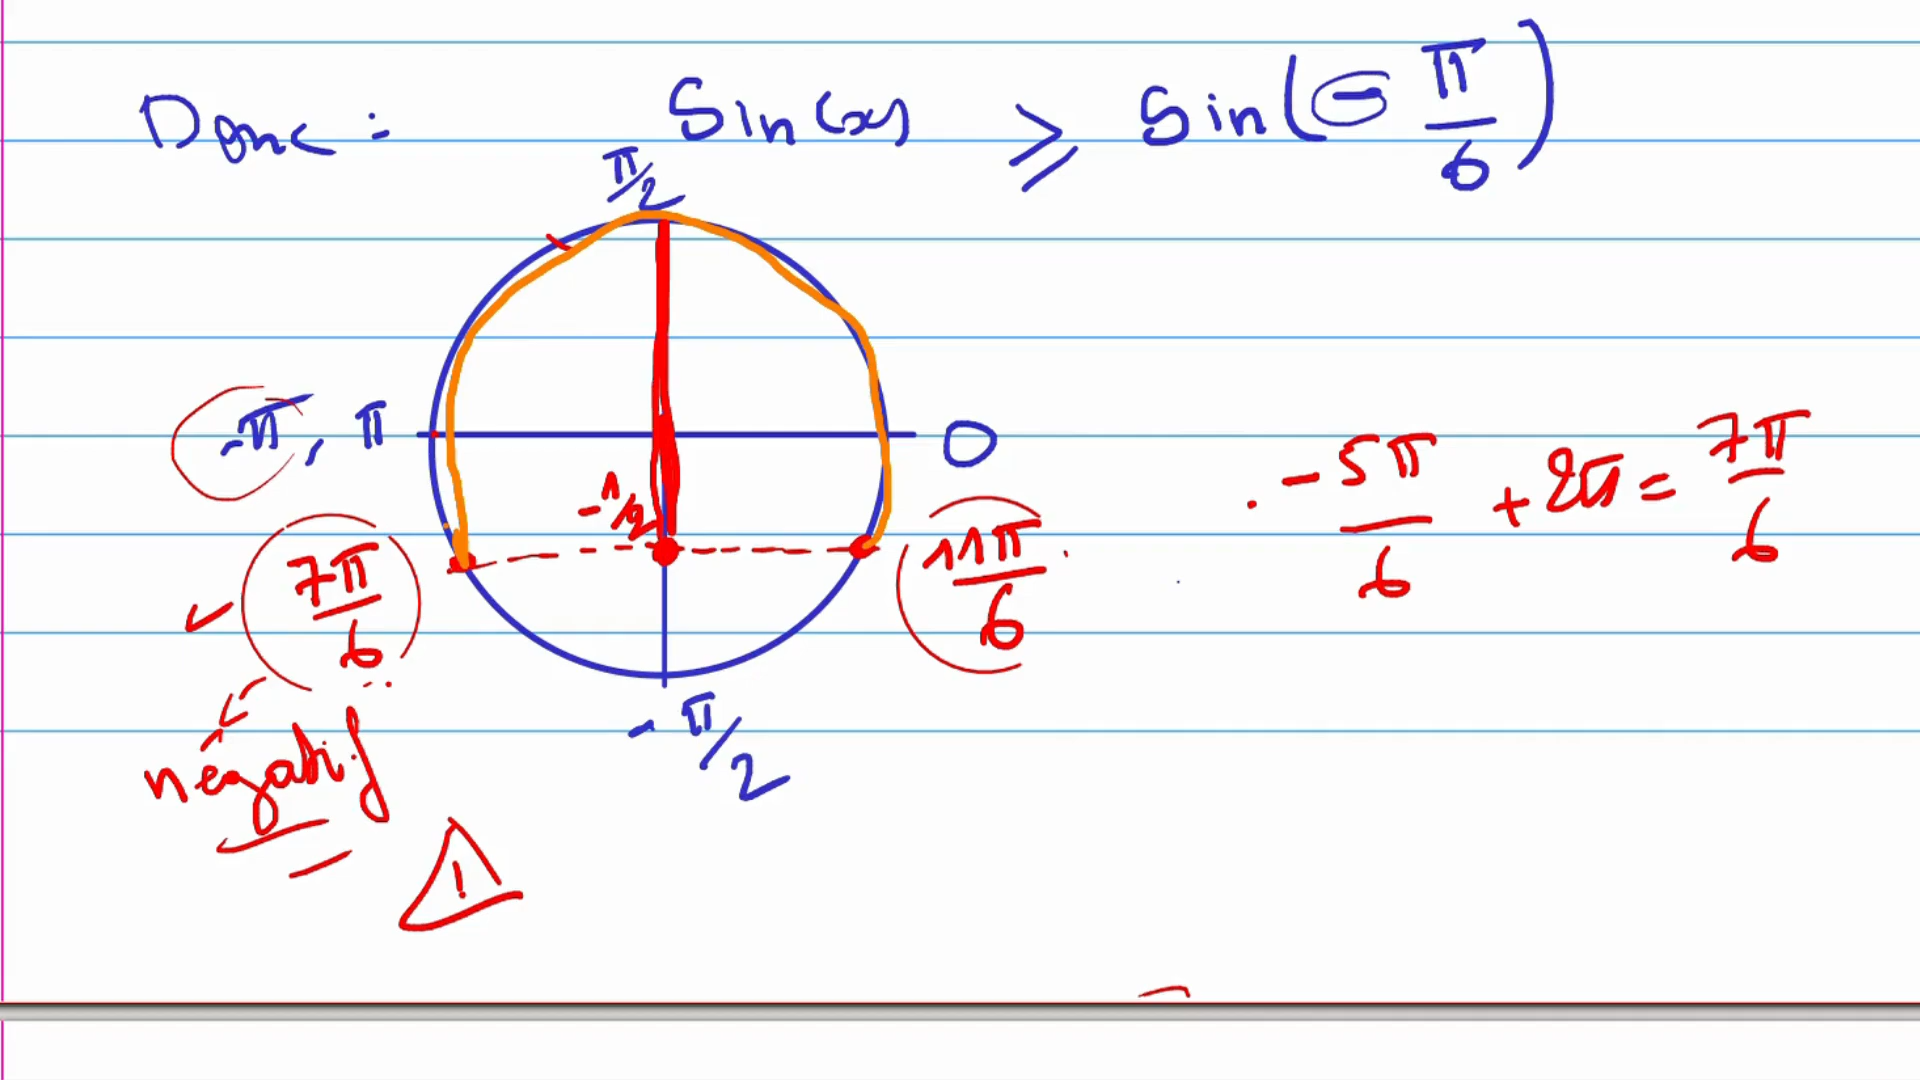 Donc : Sin(x) ⩾ Sin(-π/6)
π/2
-π, π 0
-1/2
7π/6 11π/6 · -5π/6 + 2π = 7π/6
négatif
-π/2
!